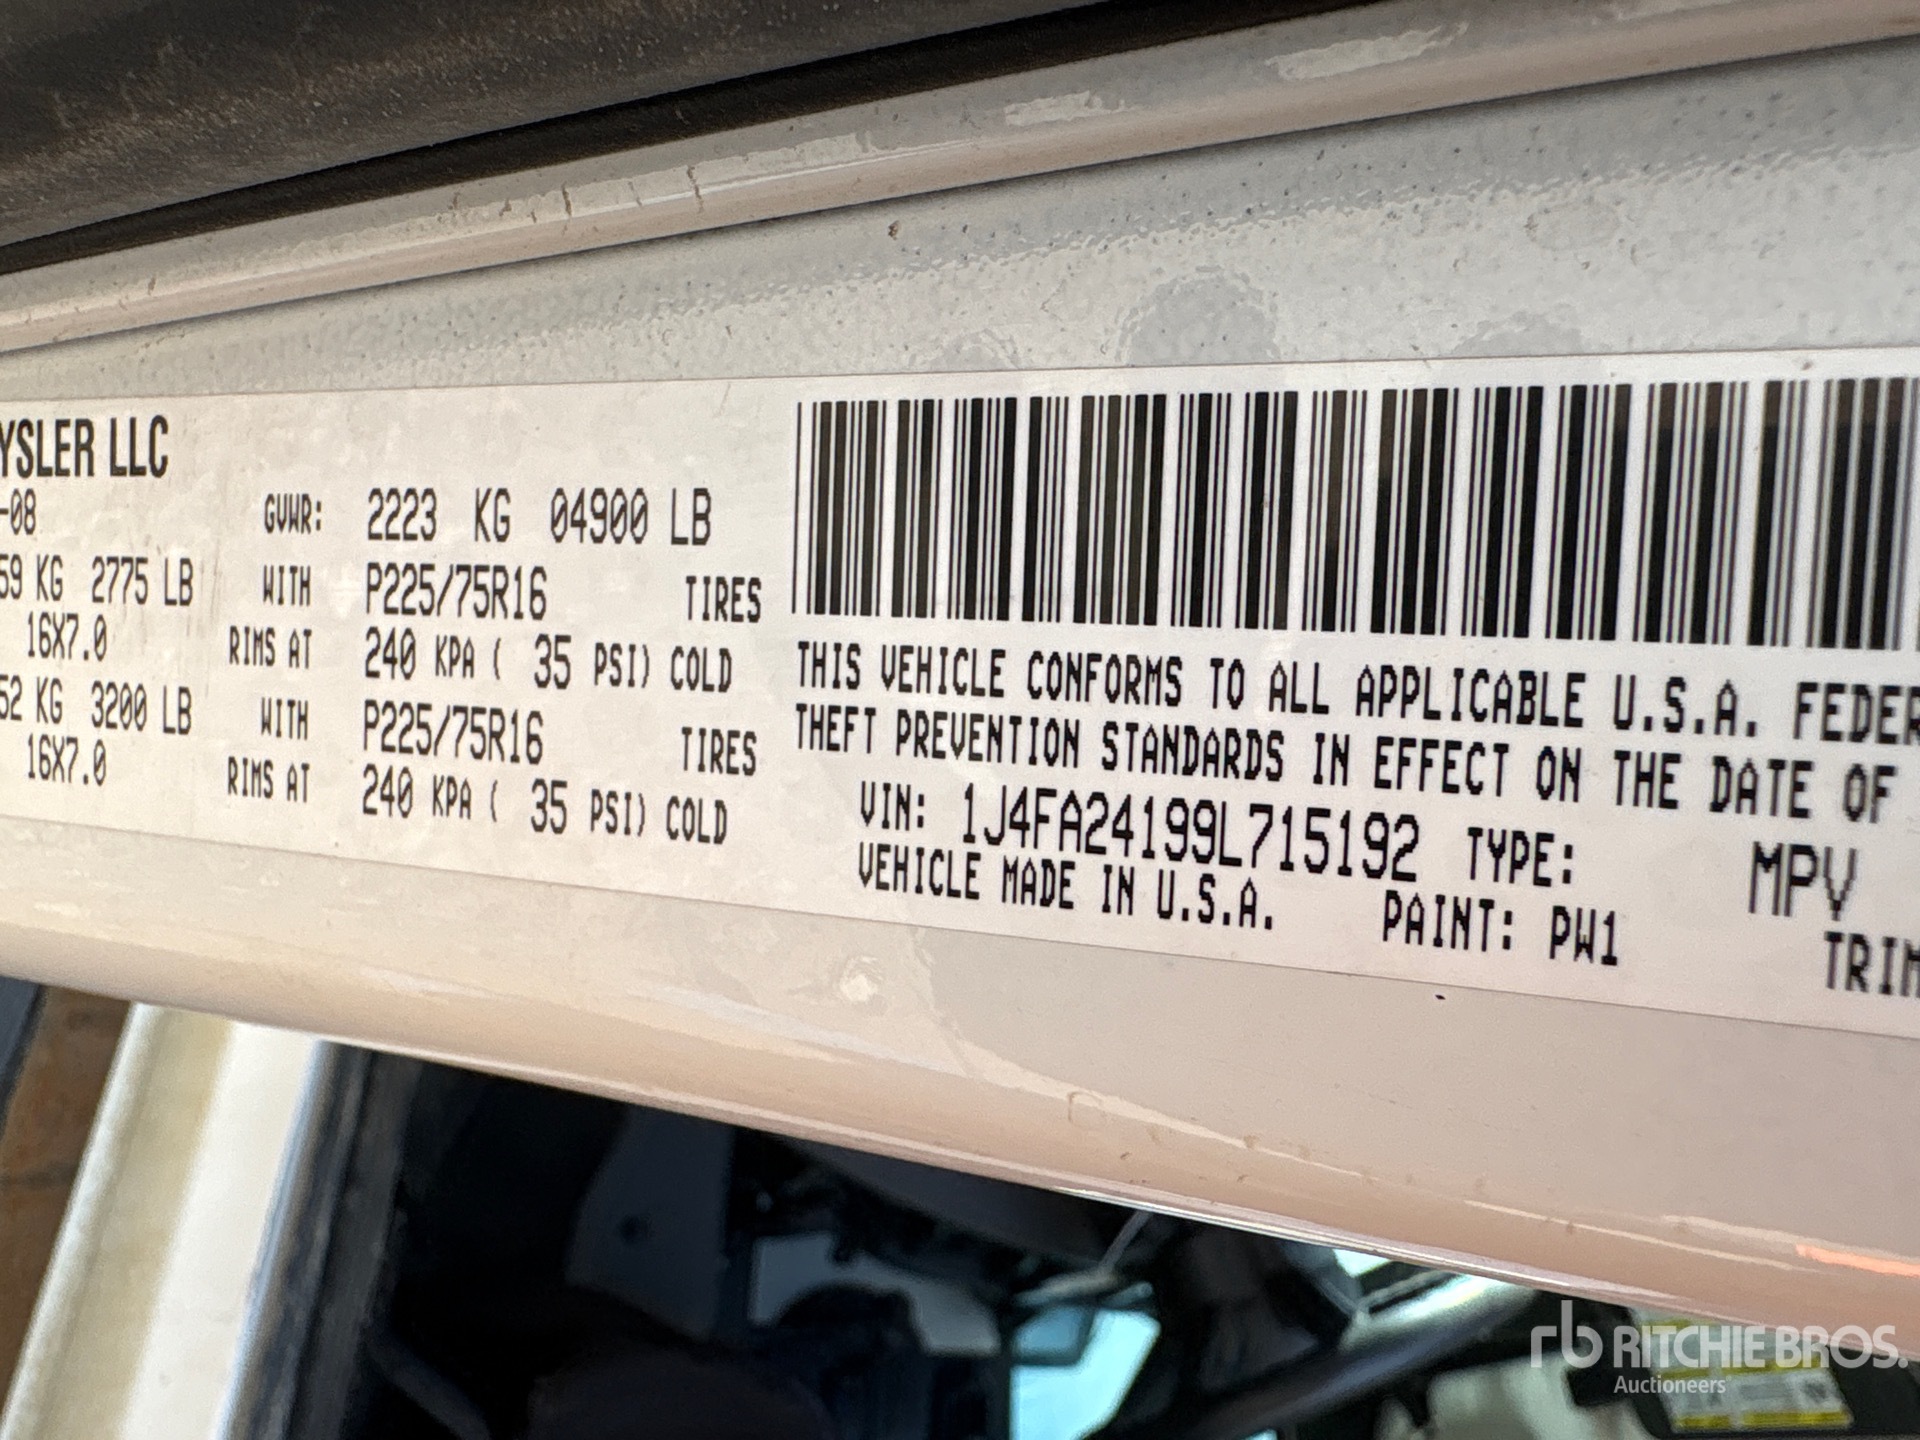 YSLER LLC
-08 GVWR: 2223 KG 04900 LB
59 KG 2775 LB WITH P225/75R16 TIRES
16X7.0 RIMS AT 240 KPA ( 35 PSI) COLD
52 KG 3200 LB WITH P225/75R16 TIRES
16X7.0 RIMS AT 240 KPA ( 35 PSI) COLD
THIS VEHICLE CONFORMS TO ALL APPLICABLE U.S.A. FEDER
THEFT PREVENTION STANDARDS IN EFFECT ON THE DATE OF
VIN: 1J4FA24199L715192 TYPE: MPV
VEHICLE MADE IN U.S.A. PAINT: PW1 TRIM
rb RITCHIE BROS.
Auctioneers